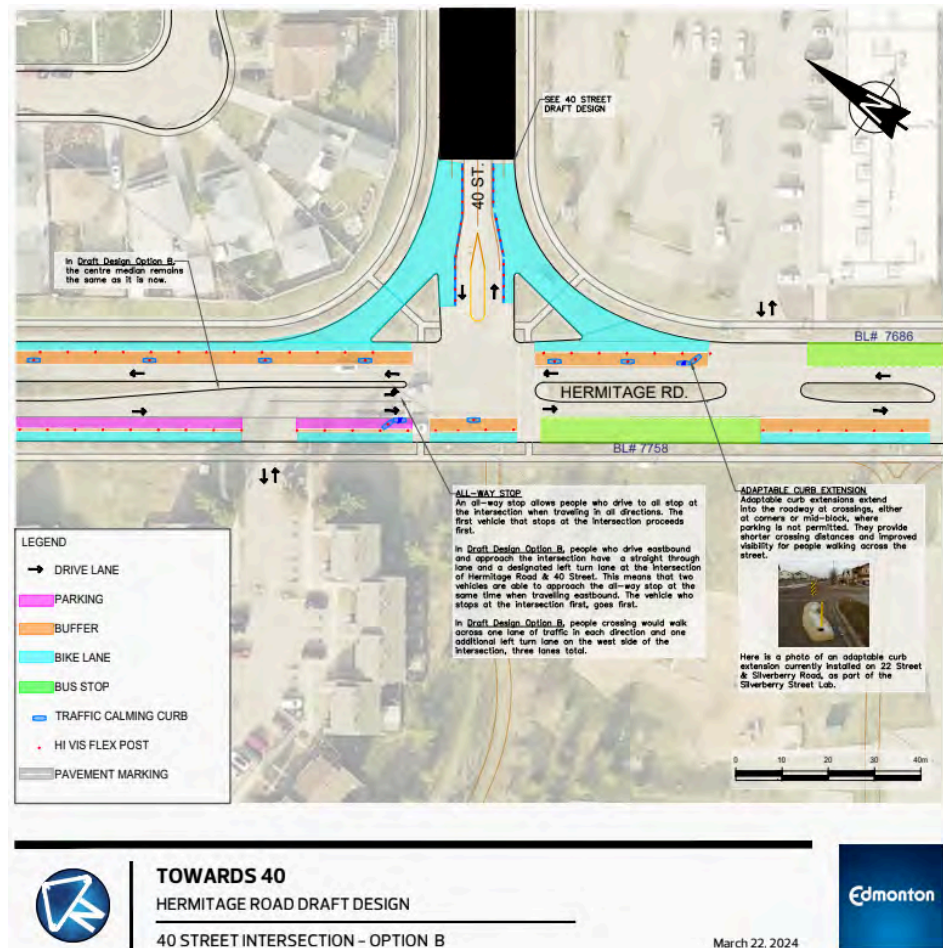 SEE 40 STREET
DRAFT DESIGN
N
40 ST.
In Draft Design Option B,
the centre median remains
the same as it is now.
BL# 7686
HERMITAGE RD.
BL# 7758
ALL-WAY STOP
An all-way stop allows people who drive to all stop at
the intersection when traveling in all directions. The
first vehicle that stops at the intersection proceeds
first.
In Draft Design Option B, people who drive eastbound
and approach the intersection have a straight through
lane and a designated left turn lane at the intersection
of Hermitage Road & 40 Street. This means that two
vehicles are able to approach the all-way stop at the
same time when travelling eastbound. The vehicle who
stops at the intersection first, goes first.
In Draft Design Option B, people crossing would walk
across one lane of traffic in each direction and one
additional left turn lane on the west side of the
intersection, three lanes total.
ADAPTABLE CURB EXTENSION
Adaptable curb extensions extend
into the roadway at crossings, either
at corners or mid-block, where
parking is not permitted. They provide
shorter crossing distances and improved
visibility for people walking across the
street.
Here is a photo of an adaptable curb
extension currently installed on 22 Street
& Silverberry Road, as part of the
Silverberry Street Lab.
LEGEND
DRIVE LANE
PARKING
BUFFER
BIKE LANE
BUS STOP
TRAFFIC CALMING CURB
HI VIS FLEX POST
PAVEMENT MARKING
0 10 20 30 40m
TOWARDS 40
HERMITAGE ROAD DRAFT DESIGN
40 STREET INTERSECTION - OPTION B
March 22, 2024
Edmonton